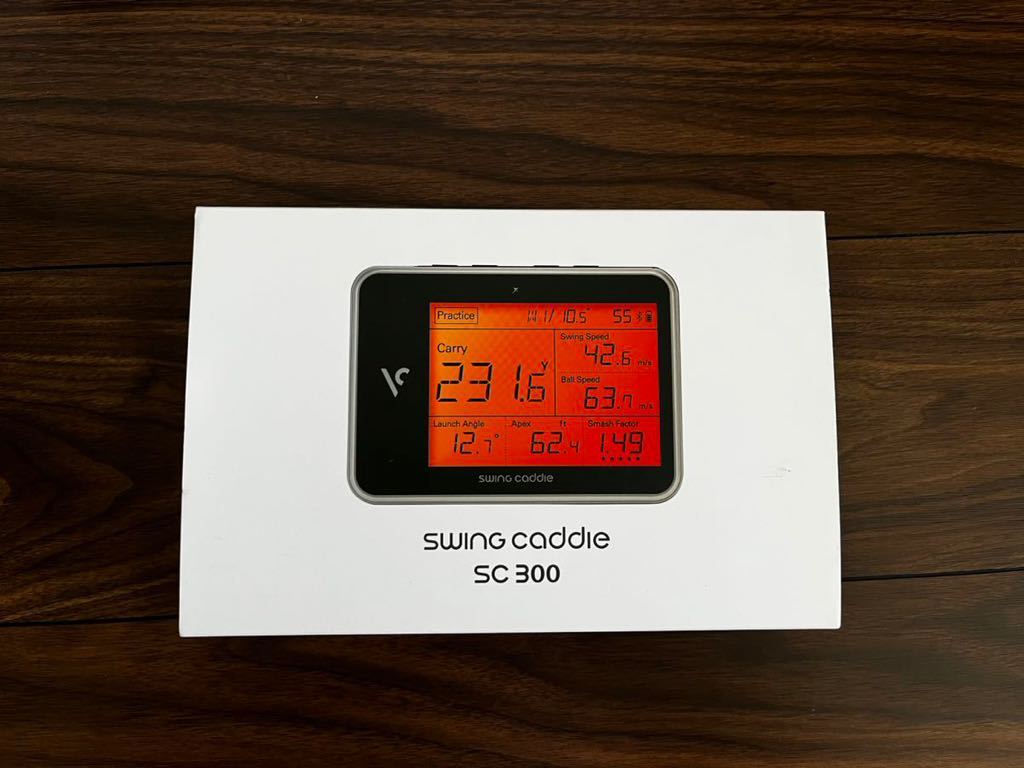 Practice W1/10.5° 55
Carry
231.6 Y
Swing Speed
42.6 m/s
Ball Speed
63.7 m/s
Launch Angle
12.7°
Apex ft
62.4
Smash Factor
1.49
swing caddie
swing caddie
SC 300